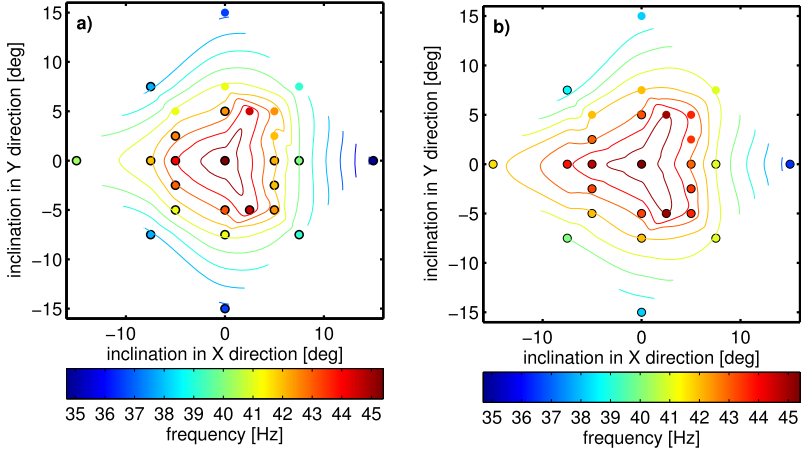 a)
15
10
5
0
−5
−10
−15
inclination in Y direction [deg]
−10 0 10
inclination in X direction [deg]
35 36 37 38 39 40 41 42 43 44 45
frequency [Hz]
b)
15
10
5
0
−5
−10
−15
inclination in Y direction [deg]
−10 0 10
inclination in X direction [deg]
35 36 37 38 39 40 41 42 43 44 45
frequency [Hz]